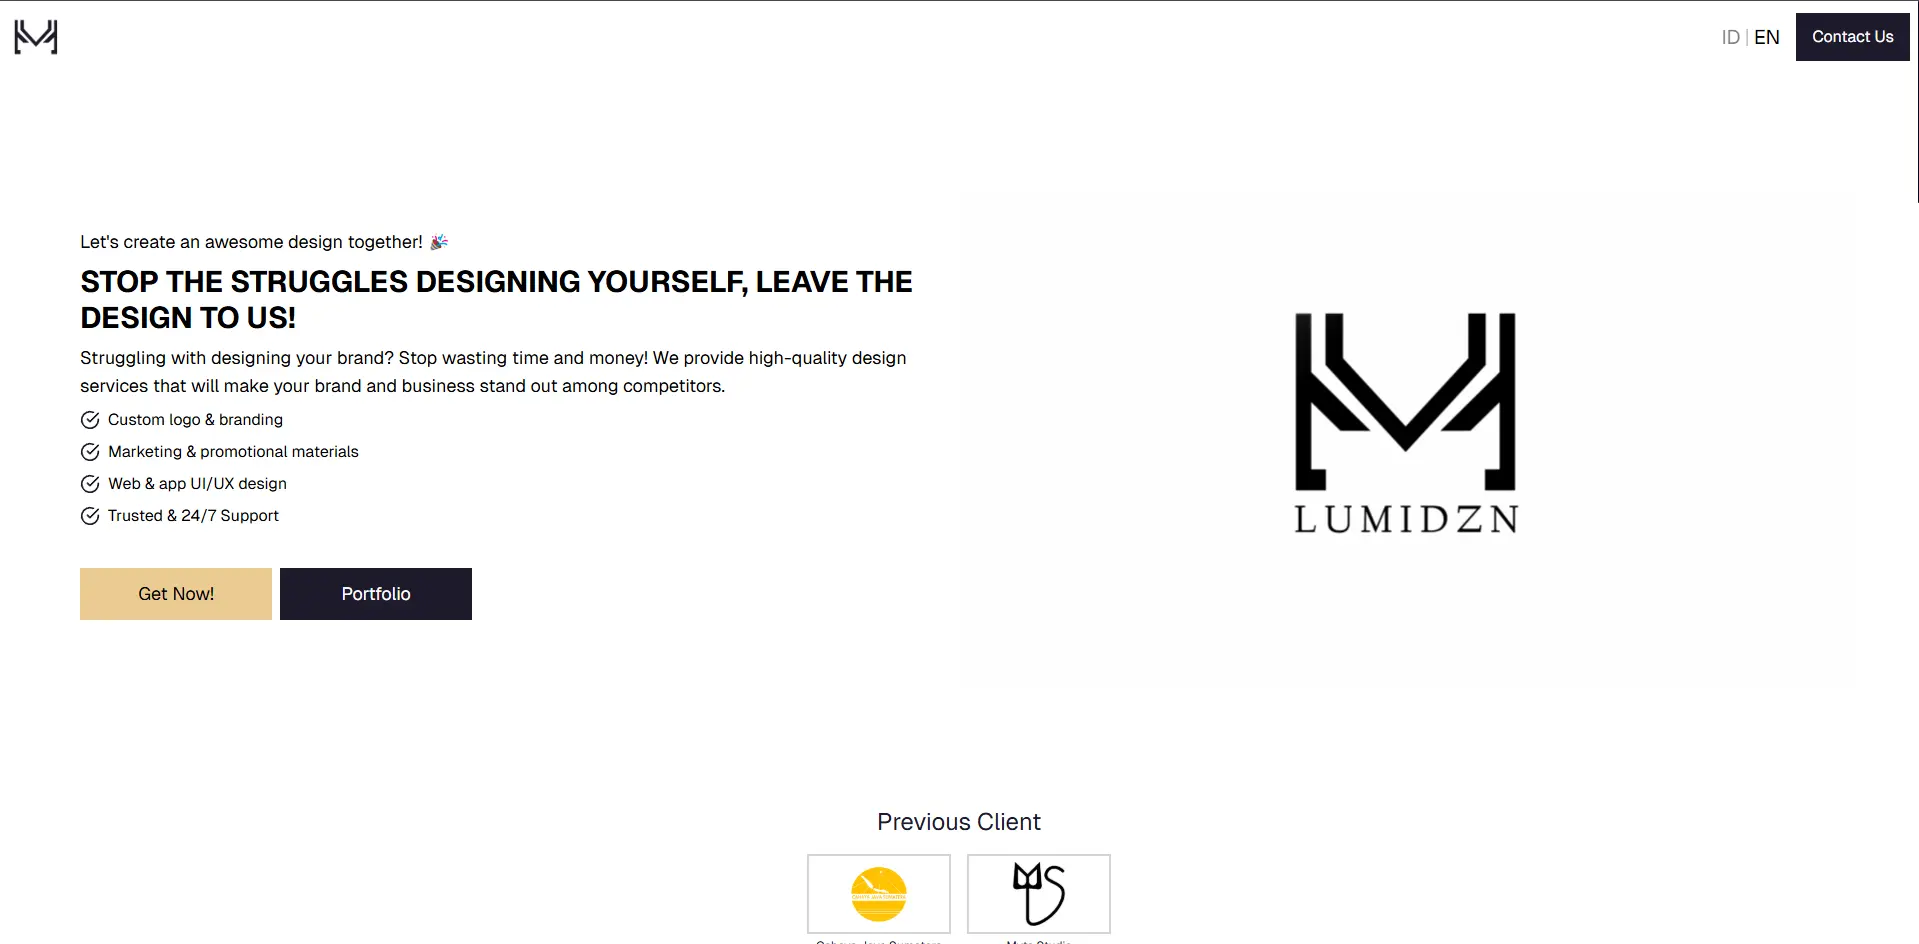 ID | EN
Contact Us
Let's create an awesome design together! 🎉
STOP THE STRUGGLES DESIGNING YOURSELF, LEAVE THE
DESIGN TO US!
Struggling with designing your brand? Stop wasting time and money! We provide high-quality design
services that will make your brand and business stand out among competitors.
Custom logo & branding
Marketing & promotional materials
Web & app UI/UX design
Trusted & 24/7 Support
Get Now!
Portfolio
LUMIDZN
Previous Client